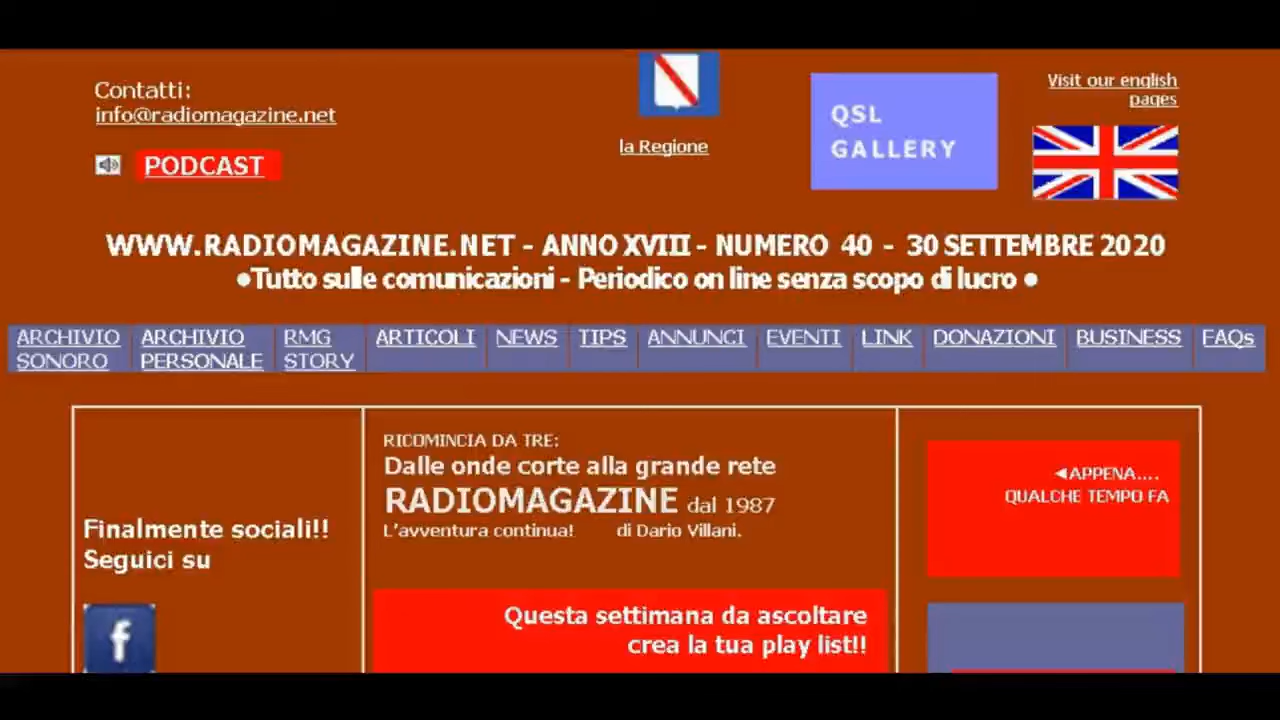 Contatti:
info@radiomagazine.net
PODCAST
la Regione
QSL
GALLERY
Visit our english
pages
WWW.RADIOMAGAZINE.NET - ANNO XVIII - NUMERO 40 - 30 SETTEMBRE 2020
●Tutto sulle comunicazioni - Periodico on line senza scopo di lucro ●
ARCHIVIO
SONORO
ARCHIVIO
PERSONALE
RMG
STORY
ARTICOLI
NEWS
TIPS
ANNUNCI
EVENTI
LINK
DONAZIONI
BUSINESS
FAQs
Finalmente sociali!!
Seguici su
f
RICOMINCIA DA TRE:
Dalle onde corte alla grande rete
RADIOMAGAZINE dal 1987
L'avventura continua! di Dario Villani.
Questa settimana da ascoltare
crea la tua play list!!
◄APPENA....
QUALCHE TEMPO FA